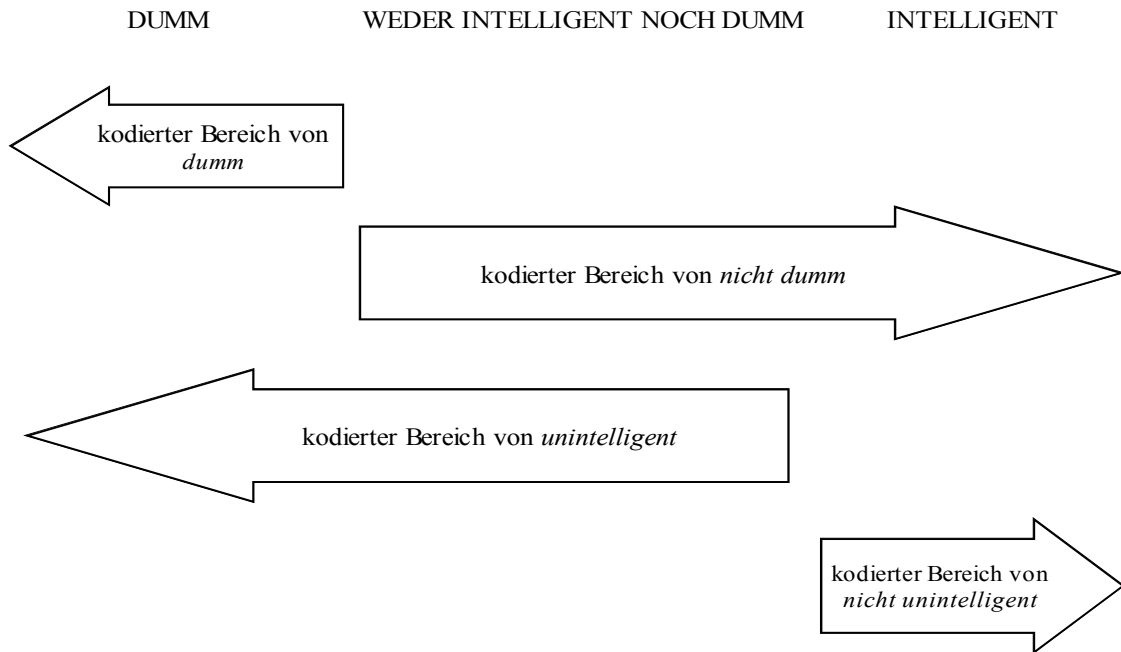 DUMM WEDER INTELLIGENT NOCH DUMM INTELLIGENT
kodierter Bereich von
dumm
kodierter Bereich von nicht dumm
kodierter Bereich von unintelligent
kodierter Bereich von
nicht unintelligent